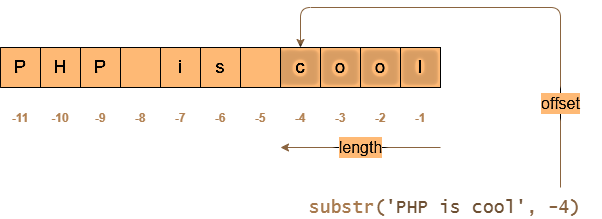 P H P i s c o o l
-11 -10 -9 -8 -7 -6 -5 -4 -3 -2 -1
offset
length
substr('PHP is cool', -4)